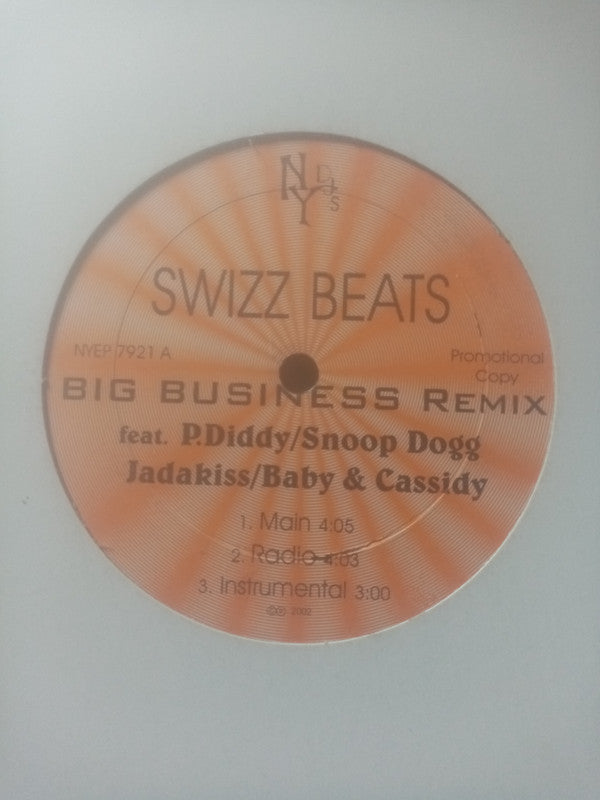 NY DJs
SWIZZ BEATS
NYEP 7921 A
Promotional
Copy
BIG BUSINESS REMIX
feat. P.Diddy/Snoop Dogg
Jadakiss/Baby & Cassidy
1. Main 4:05
2. Radio 4:03
3. Instrumental 3:00
©℗ 2002